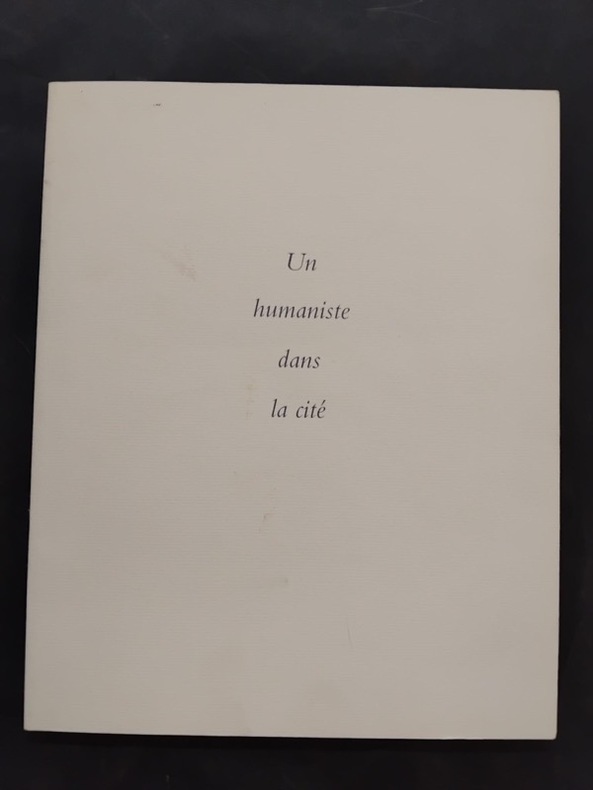 Un
humaniste
dans
la cité